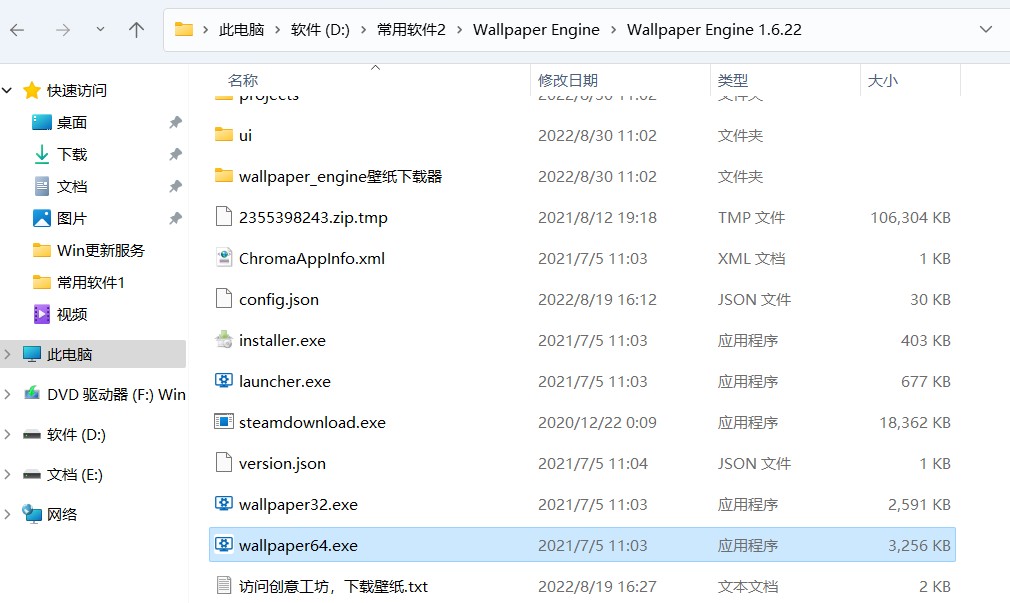 此电脑 > 软件 (D:) > 常用软件2 > Wallpaper Engine > Wallpaper Engine 1.6.22
名称 修改日期 类型 大小
快速访问
桌面
下载
文档
图片
Win更新服务
常用软件1
视频
此电脑
DVD 驱动器 (F:) Win
软件 (D:)
文档 (E:)
网络
projects 2022/8/30 11:02 文件夹
ui 2022/8/30 11:02 文件夹
wallpaper_engine壁纸下载器 2022/8/30 11:02 文件夹
2355398243.zip.tmp 2021/8/12 19:18 TMP 文件 106,304 KB
ChromaAppInfo.xml 2021/7/5 11:03 XML 文档 1 KB
config.json 2022/8/19 16:12 JSON 文件 30 KB
installer.exe 2021/7/5 11:03 应用程序 403 KB
launcher.exe 2021/7/5 11:03 应用程序 677 KB
steamdownload.exe 2020/12/22 0:09 应用程序 18,362 KB
version.json 2021/7/5 11:04 JSON 文件 1 KB
wallpaper32.exe 2021/7/5 11:03 应用程序 2,591 KB
wallpaper64.exe 2021/7/5 11:03 应用程序 3,256 KB
访问创意工坊，下载壁纸.txt 2022/8/19 16:27 文本文档 2 KB